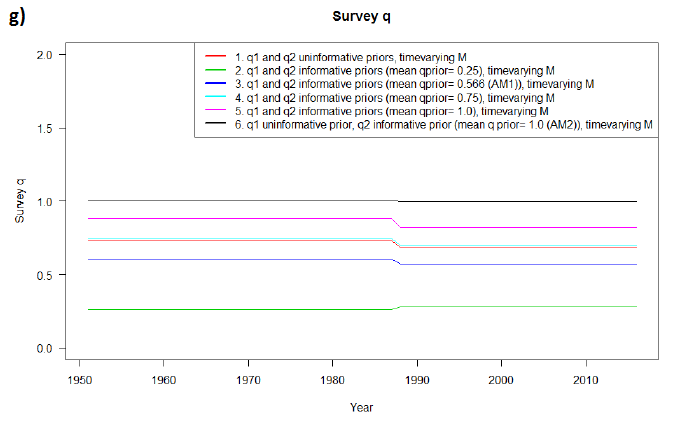 g)
Survey q
1. q1 and q2 uninformative priors, timevarying M
2. q1 and q2 informative priors (mean qprior= 0.25), timevarying M
3. q1 and q2 informative priors (mean qprior= 0.566 (AM1)), timevarying M
4. q1 and q2 informative priors (mean qprior= 0.75), timevarying M
5. q1 and q2 informative priors (mean qprior= 1.0), timevarying M
6. q1 uninformative prior, q2 informative prior (mean q prior= 1.0 (AM2)), timevarying M
2.0
1.5
1.0
0.5
0.0
Survey q
1950 1960 1970 1980 1990 2000 2010
Year